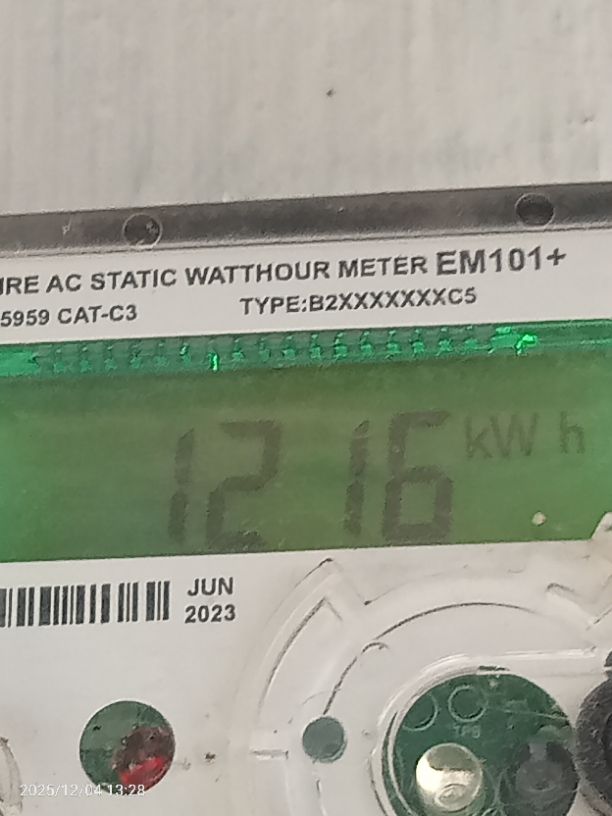 IRE AC STATIC WATTHOUR METER EM101+
5959 CAT-C3 TYPE:B2XXXXXXXC5
1216 kWh
JUN
2023
TP6
2025/12/04 13:28